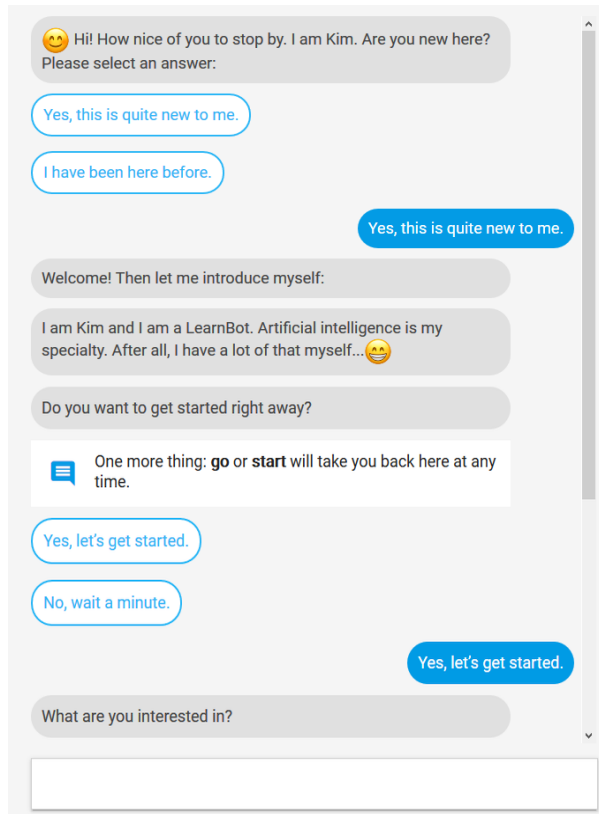 😊 Hi! How nice of you to stop by. I am Kim. Are you new here?
Please select an answer:
Yes, this is quite new to me.
I have been here before.
Yes, this is quite new to me.
Welcome! Then let me introduce myself:
I am Kim and I am a LearnBot. Artificial intelligence is my
specialty. After all, I have a lot of that myself...😁
Do you want to get started right away?
One more thing: go or start will take you back here at any
time.
Yes, let’s get started.
No, wait a minute.
Yes, let’s get started.
What are you interested in?